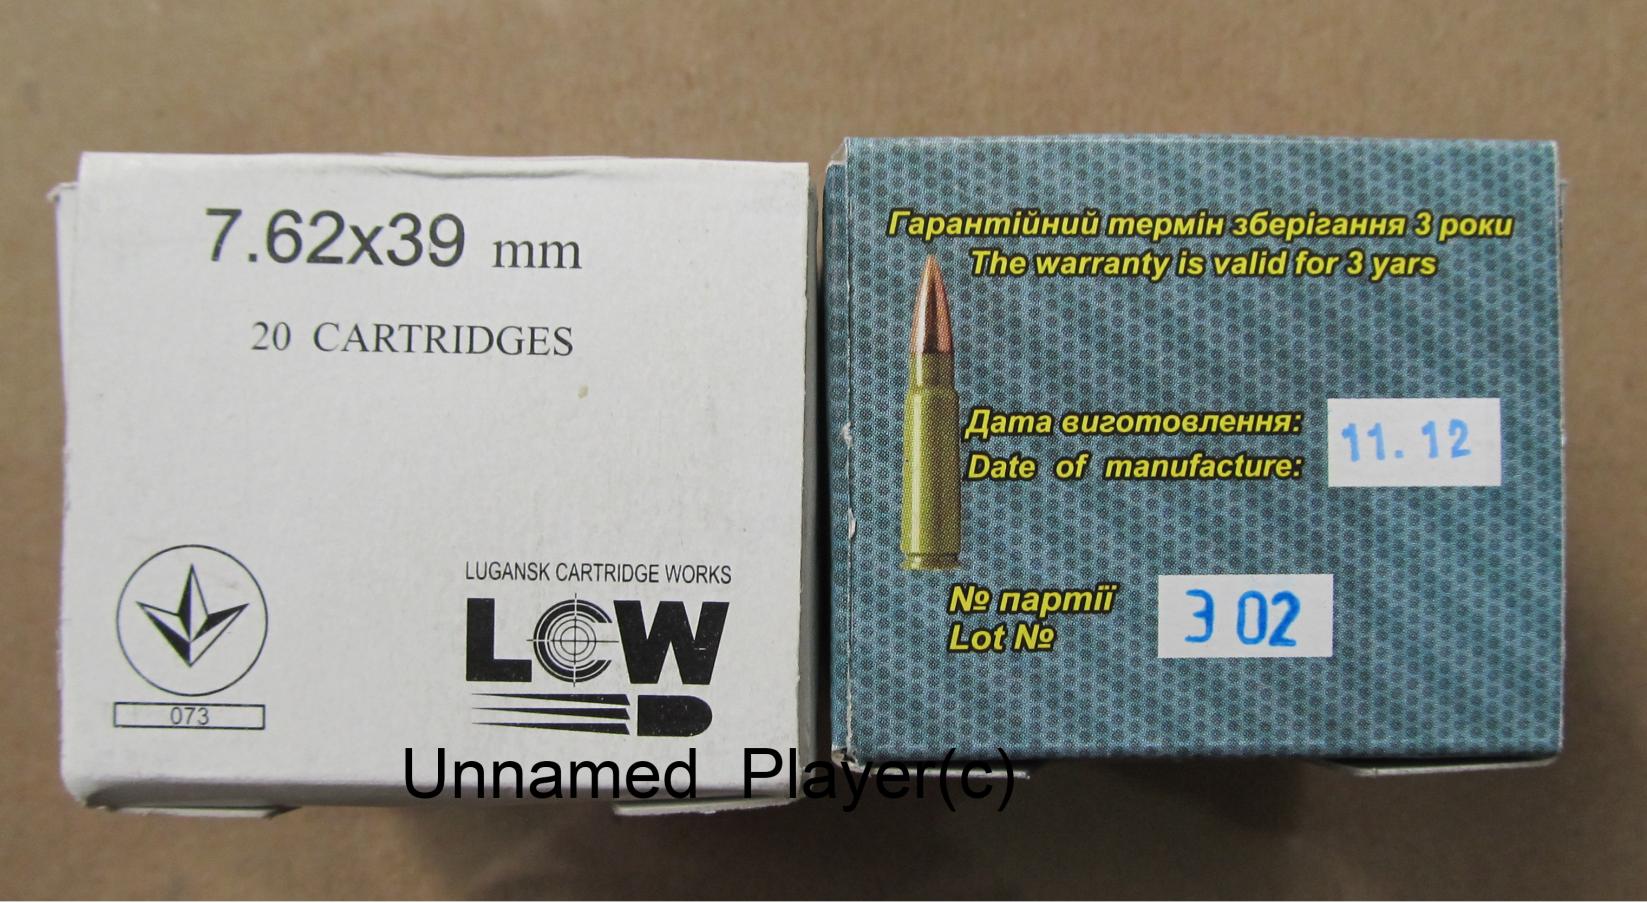 7.62x39 mm
20 CARTRIDGES
073
LUGANSK CARTRIDGE WORKS
LCW
Гарантійний термін зберігання 3 роки
The warranty is valid for 3 yars
Дата виготовлення:
Date of manufacture:
11. 12
№ партії
Lot №
Э 02
Unnamed Player(c)